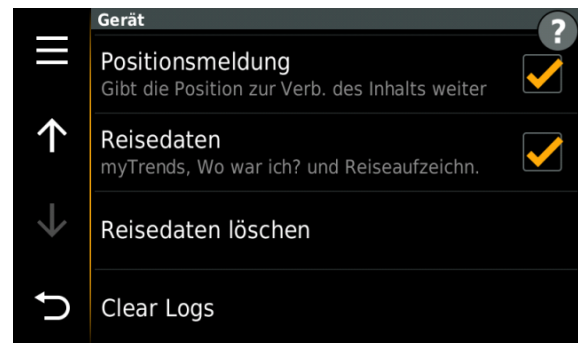 Gerät
?
Positionsmeldung
Gibt die Position zur Verb. des Inhalts weiter
Reisedaten
myTrends, Wo war ich? und Reiseaufzeichn.
Reisedaten löschen
Clear Logs